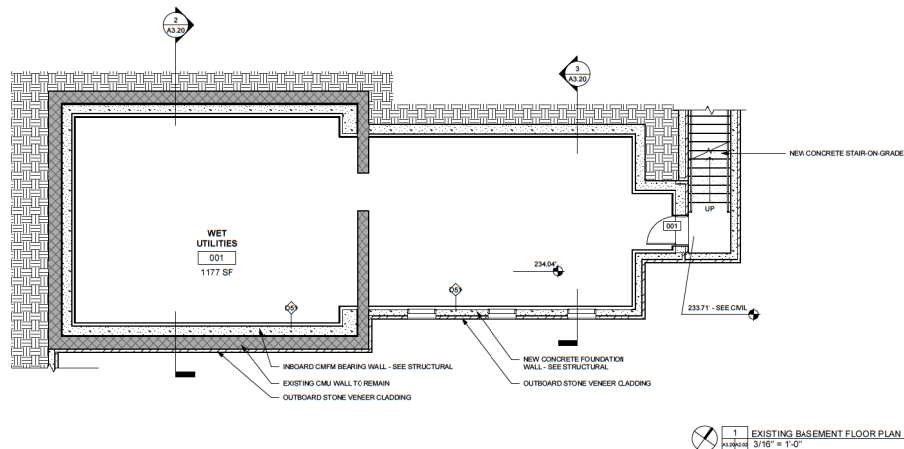 2
A3.20
3
A3.20
NEW CONCRETE STAIR-ON-GRADE
UP
WET
UTILITIES
001
1177 SF
001
234.04'
233.71' - SEE CIVIL
INBOARD CMFM BEARING WALL - SEE STRUCTURAL
EXISTING CMU WALL TO REMAIN
OUTBOARD STONE VENEER CLADDING
NEW CONCRETE FOUNDATION
WALL - SEE STRUCTURAL
OUTBOARD STONE VENEER CLADDING
1
EXISTING BASEMENT FLOOR PLAN
3/16" = 1'-0"